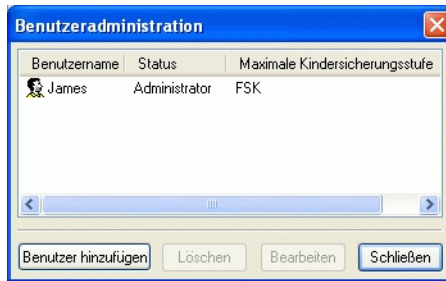 Benutzeradministration
Benutzername Status Maximale Kindersicherungsstufe
James Administrator FSK
Benutzer hinzufügen Löschen Bearbeiten Schließen